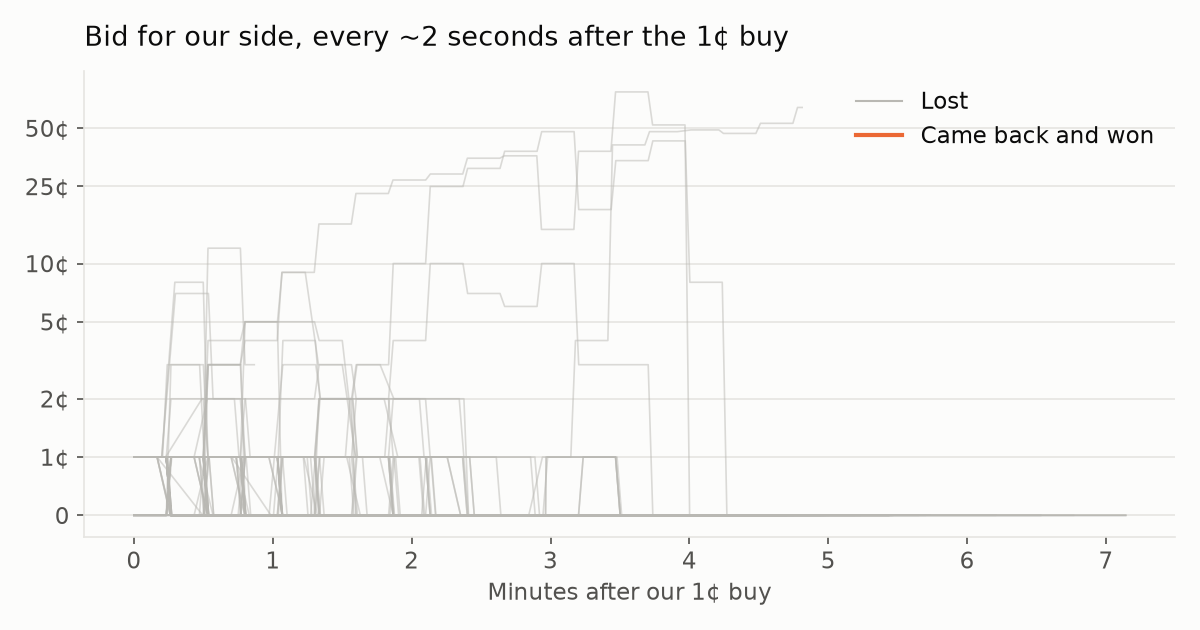 Bid for our side, every ~2 seconds after the 1¢ buy
Lost
Came back and won
50¢
25¢
10¢
5¢
2¢
1¢
0
0 1 2 3 4 5 6 7
Minutes after our 1¢ buy